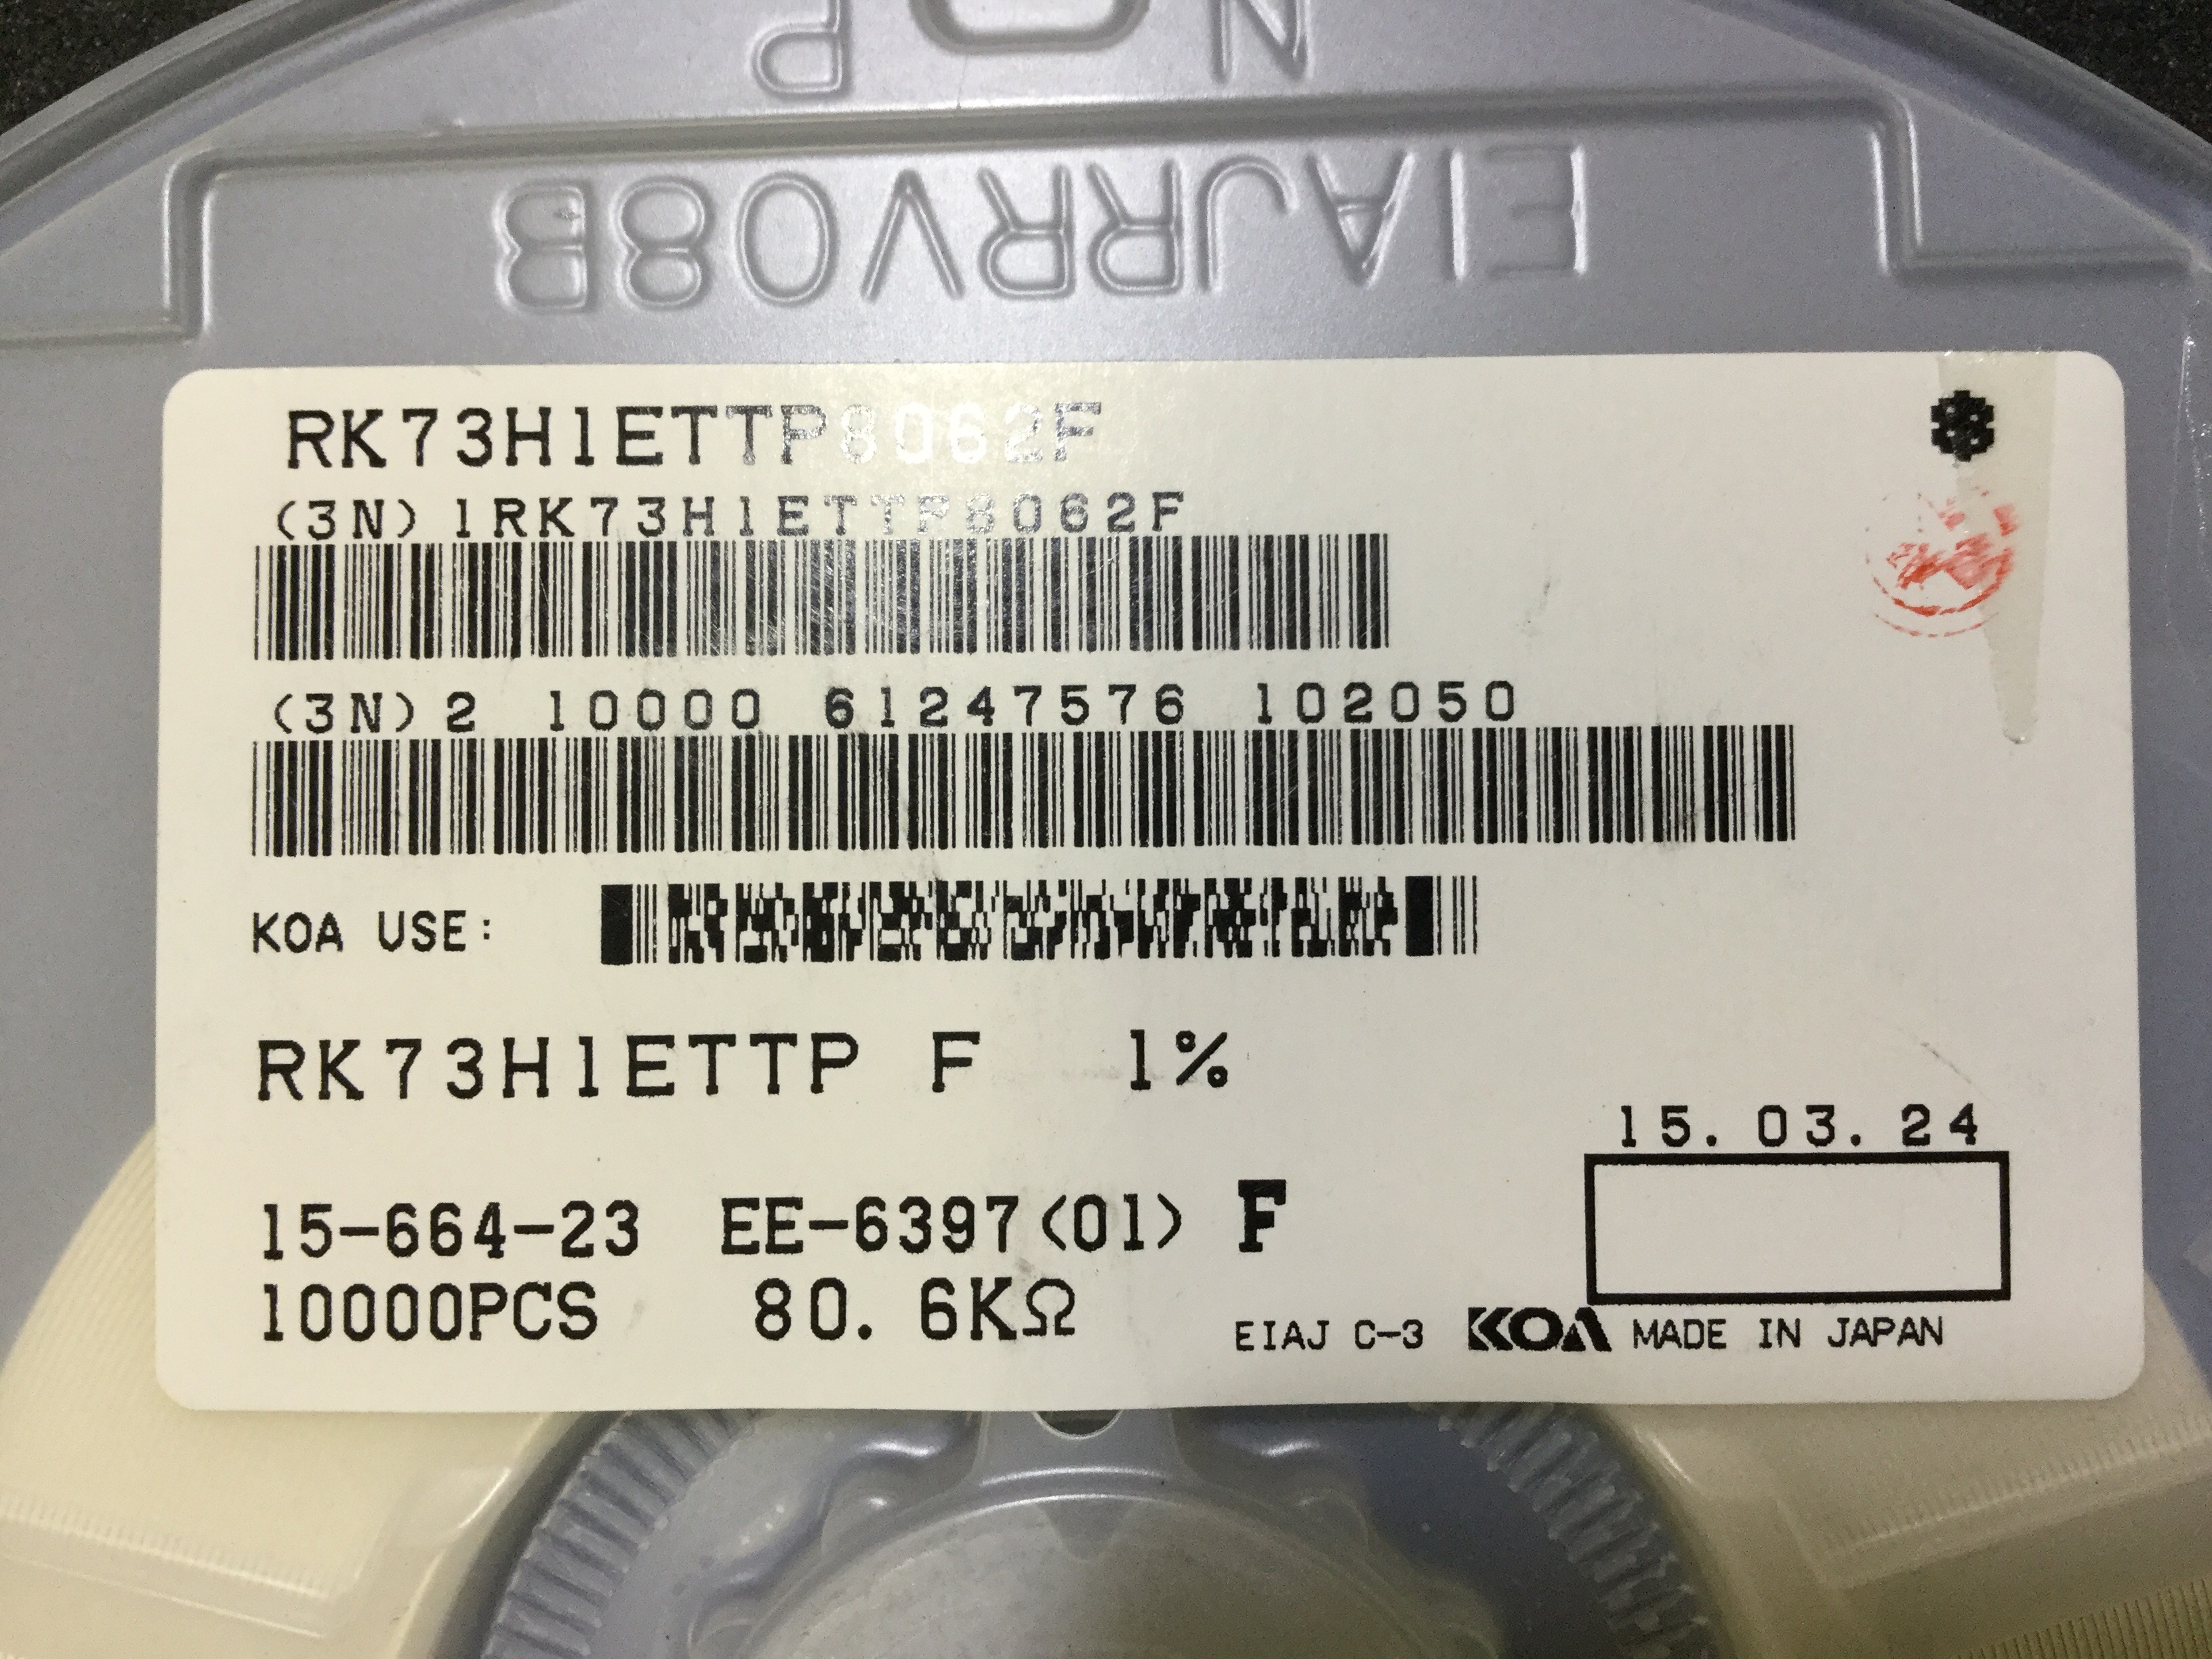 NOP
EIAJRRV08B
RK73H1ETTP8062F
(3N)1RK73H1ETTP8062F
(3N)2 10000 61247576 102050
KOA USE:
RK73H1ETTP F 1%
15.03.24
15-664-23 EE-6397(01) F
10000PCS 80.6KΩ
EIAJ C-3 KOA MADE IN JAPAN